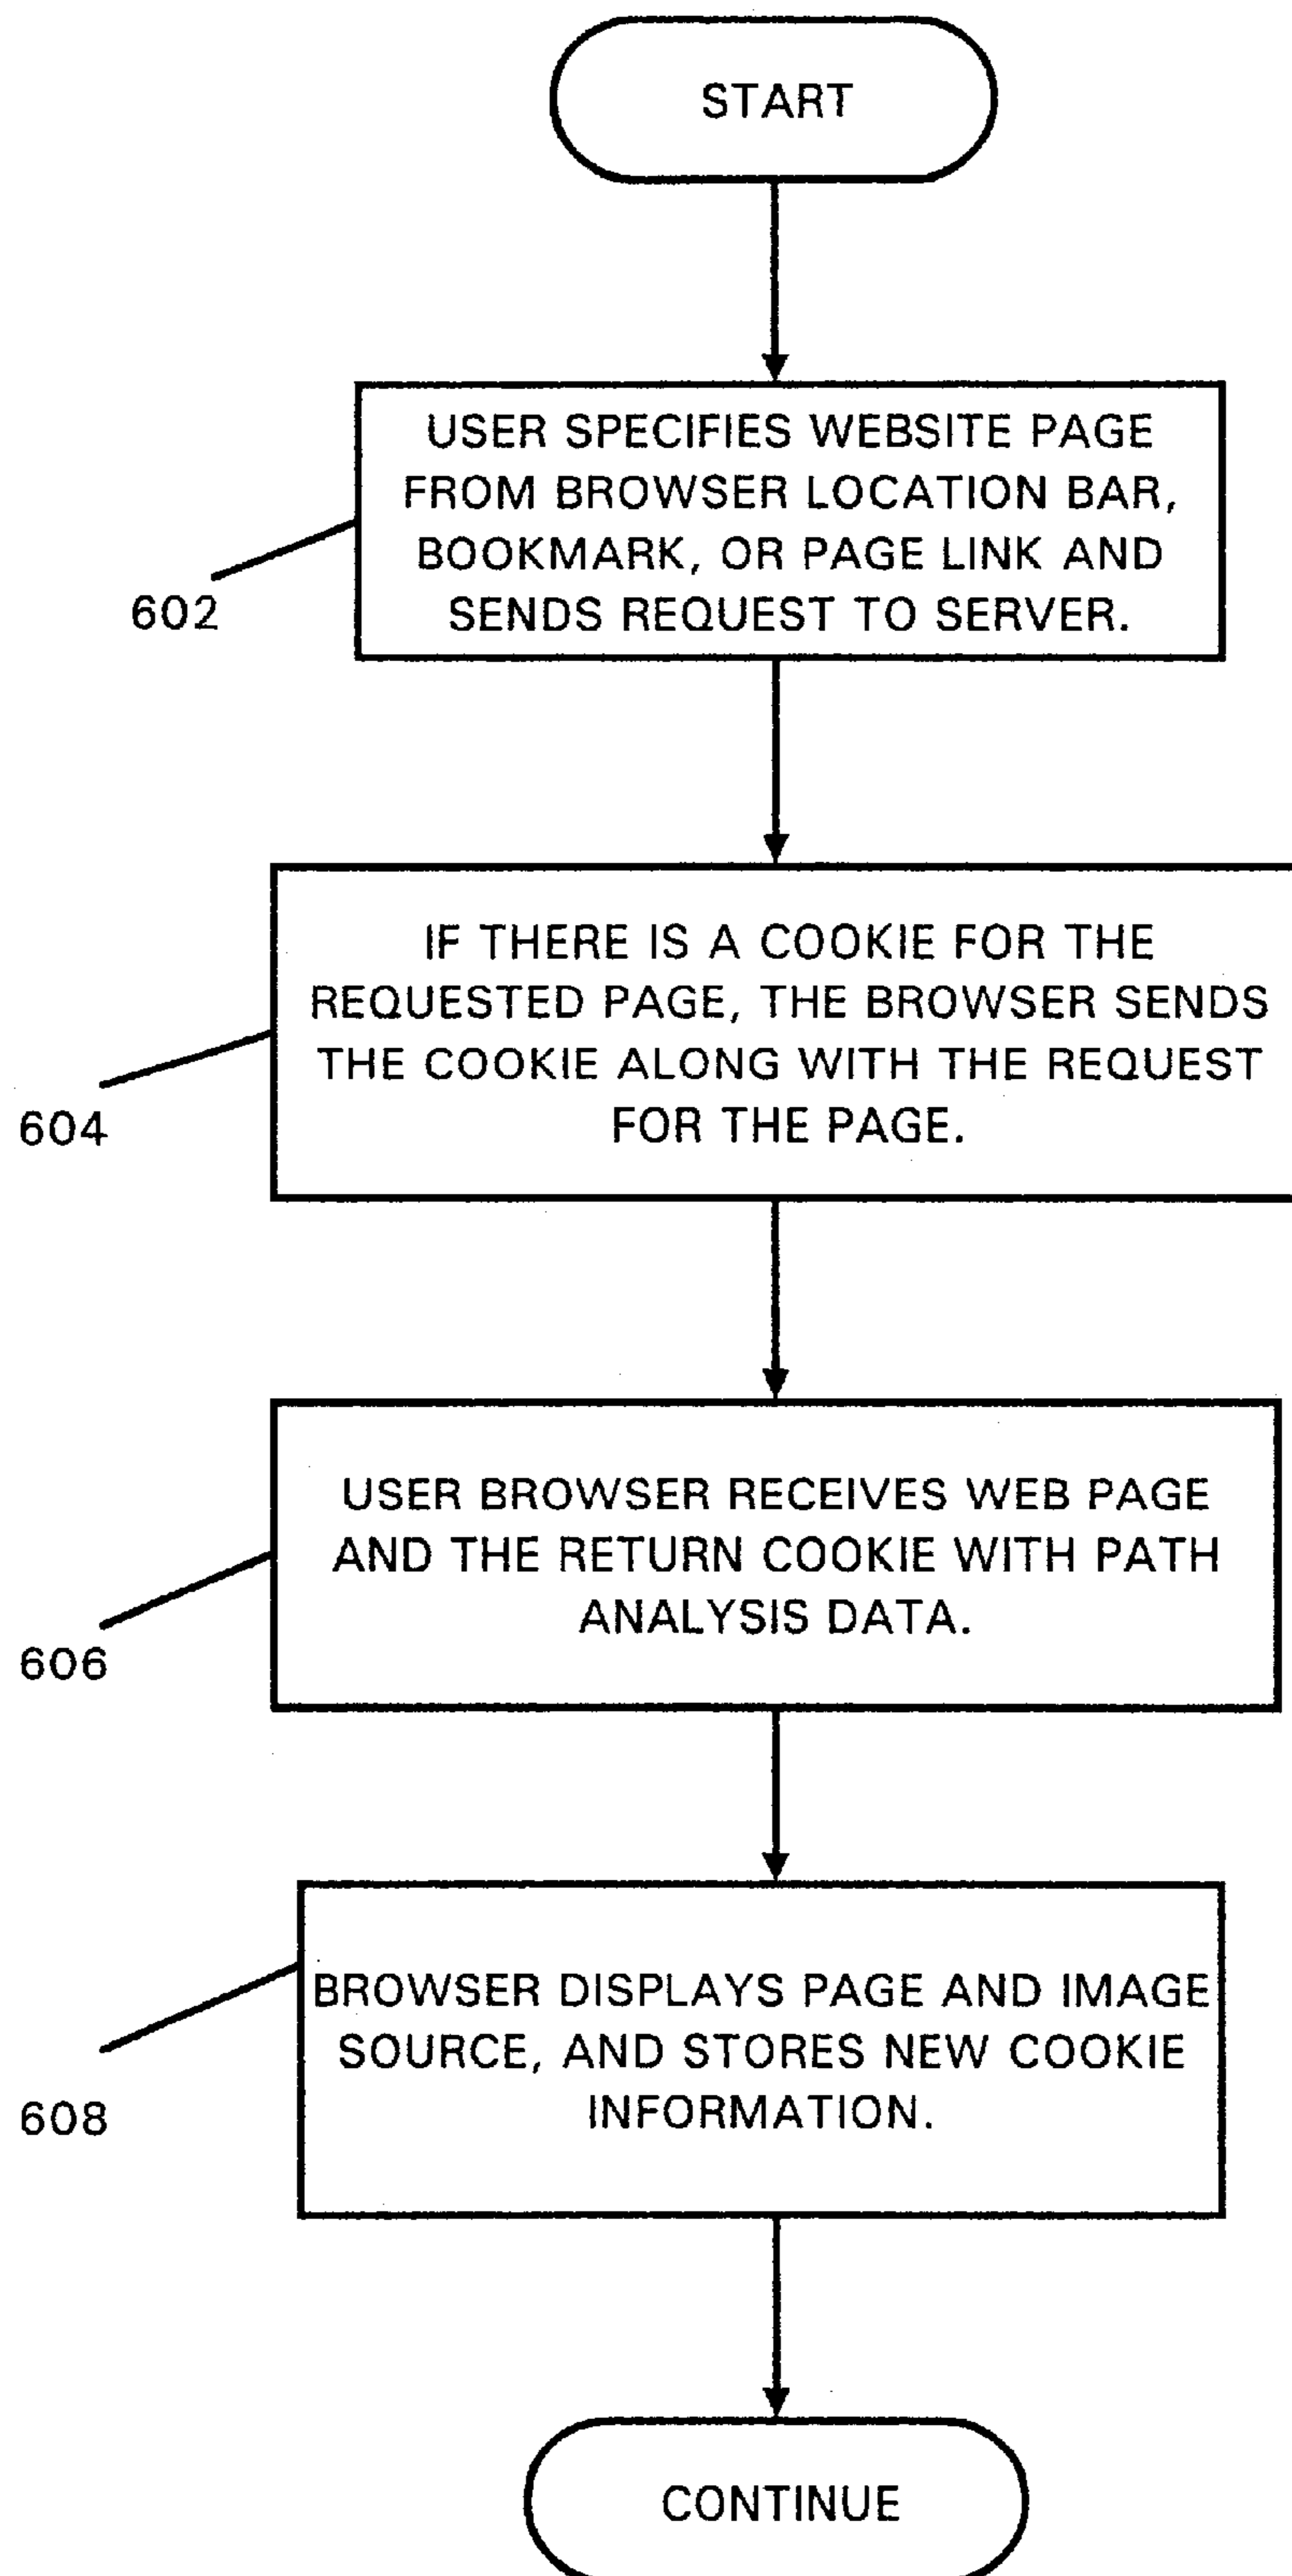 START
USER SPECIFIES WEBSITE PAGE
FROM BROWSER LOCATION BAR,
BOOKMARK, OR PAGE LINK AND
SENDS REQUEST TO SERVER.
602
IF THERE IS A COOKIE FOR THE
REQUESTED PAGE, THE BROWSER SENDS
THE COOKIE ALONG WITH THE REQUEST
FOR THE PAGE.
604
USER BROWSER RECEIVES WEB PAGE
AND THE RETURN COOKIE WITH PATH
ANALYSIS DATA.
606
BROWSER DISPLAYS PAGE AND IMAGE
SOURCE, AND STORES NEW COOKIE
INFORMATION.
608
CONTINUE